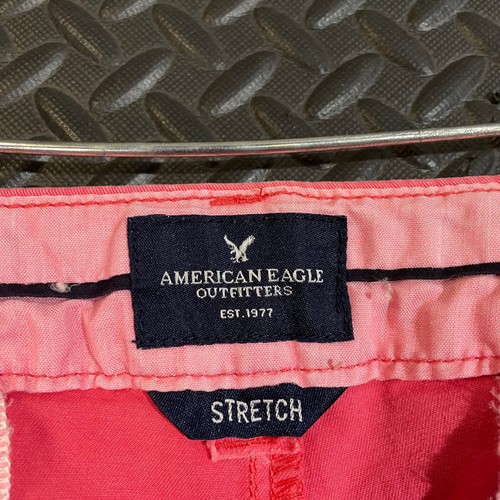 AMERICAN EAGLE
OUTFITTERS
EST. 1977
STRETCH